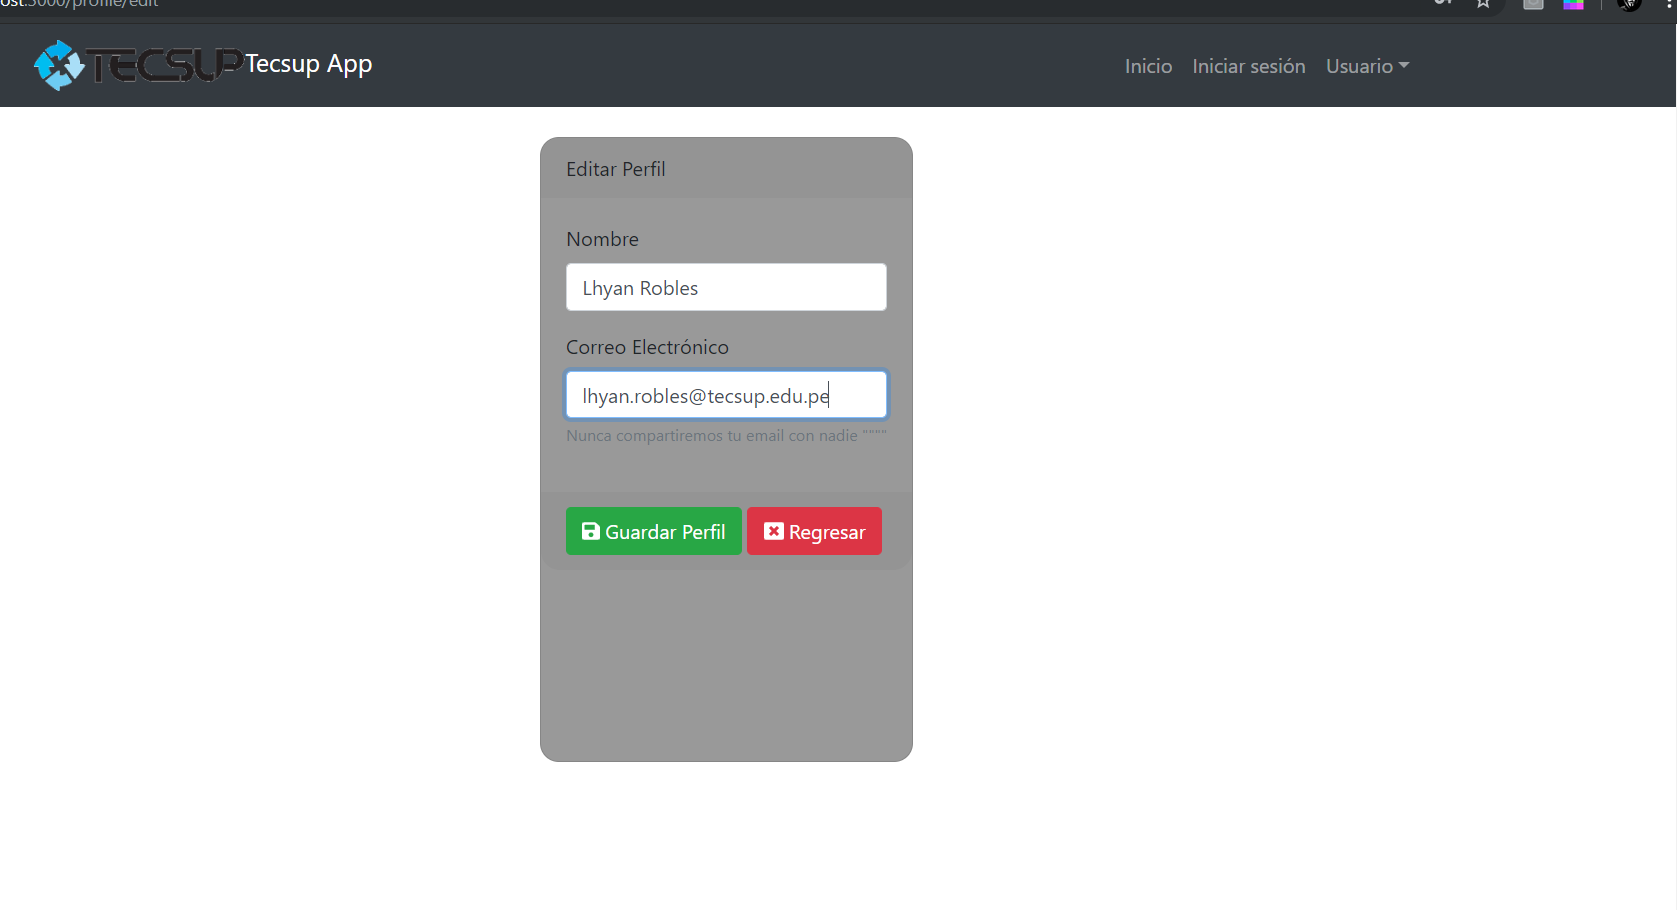 ost:3000/profile/edit
TECSUP Tecsup App
Inicio Iniciar sesión Usuario
Editar Perfil
Nombre
Lhyan Robles
Correo Electrónico
lhyan.robles@tecsup.edu.pe
Nunca compartiremos tu email con nadie """"
Guardar Perfil Regresar